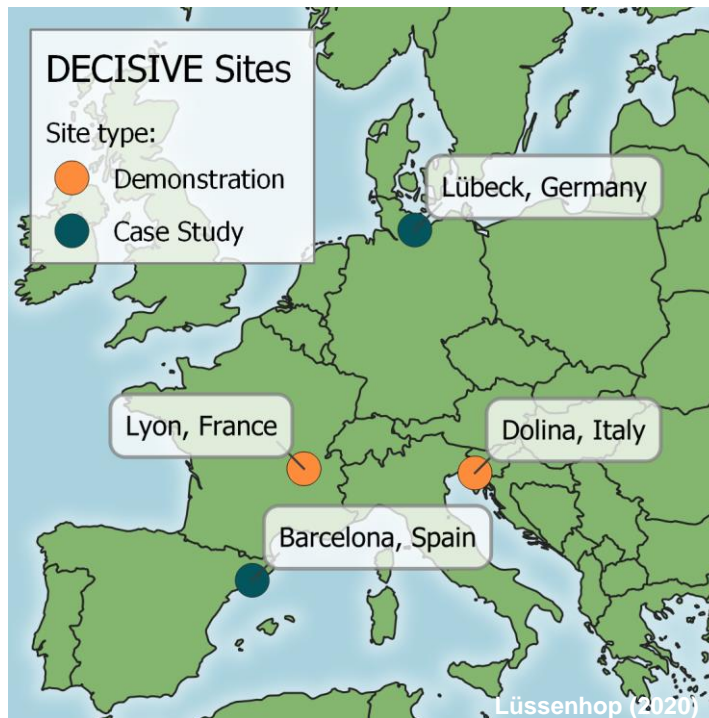 DECISIVE Sites
Site type:
Demonstration
Case Study
Lübeck, Germany
Lyon, France
Dolina, Italy
Barcelona, Spain
Lüssenhop (2020)